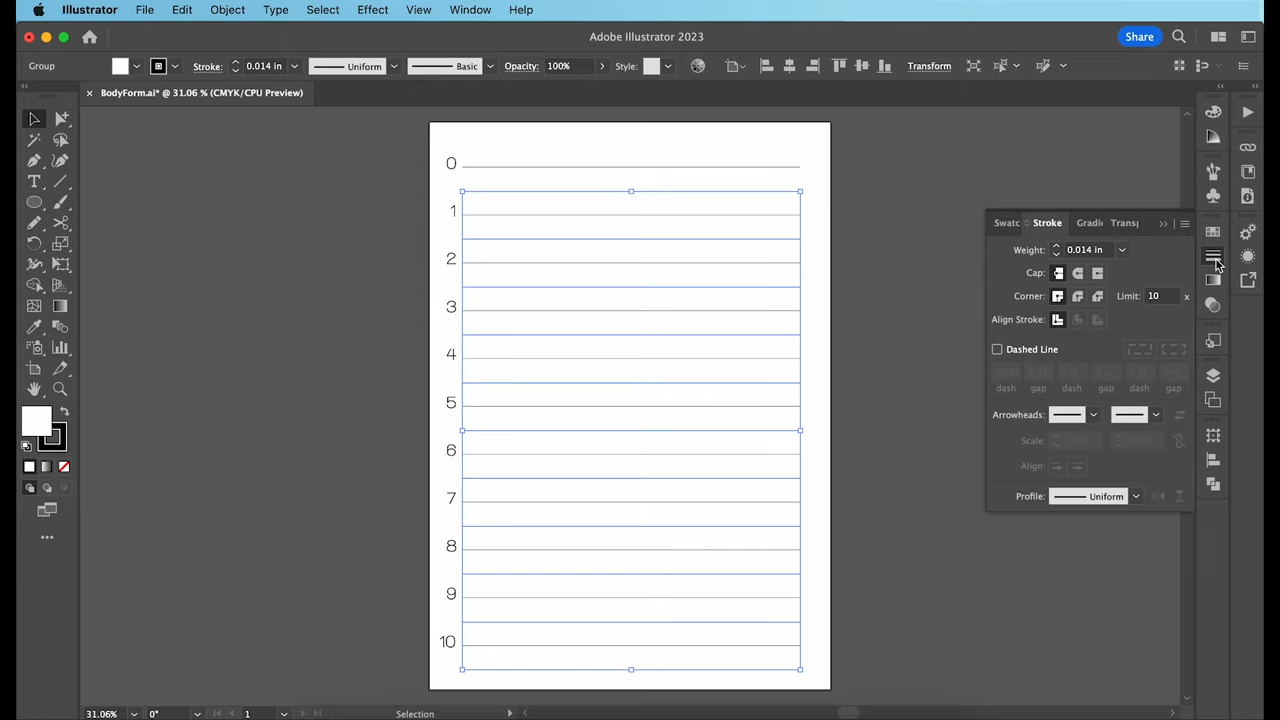 Illustrator File Edit Object Type Select Effect View Window Help
Adobe Illustrator 2023
Share
Group
Stroke: 0.014 in
Uniform
Basic
Opacity: 100%
Style:
Transform
× BodyForm.ai* @ 31.06 % (CMYK/CPU Preview)
0
1
2
3
4
5
6
7
8
9
10
Swatc Stroke Gradi Transp
Weight: 0.014 in
Cap:
Corner: Limit: 10 x
Align Stroke:
Dashed Line
dash gap dash gap dash gap
Arrowheads:
Scale:
Align:
Profile: Uniform
31.06% 0° 1 Selection